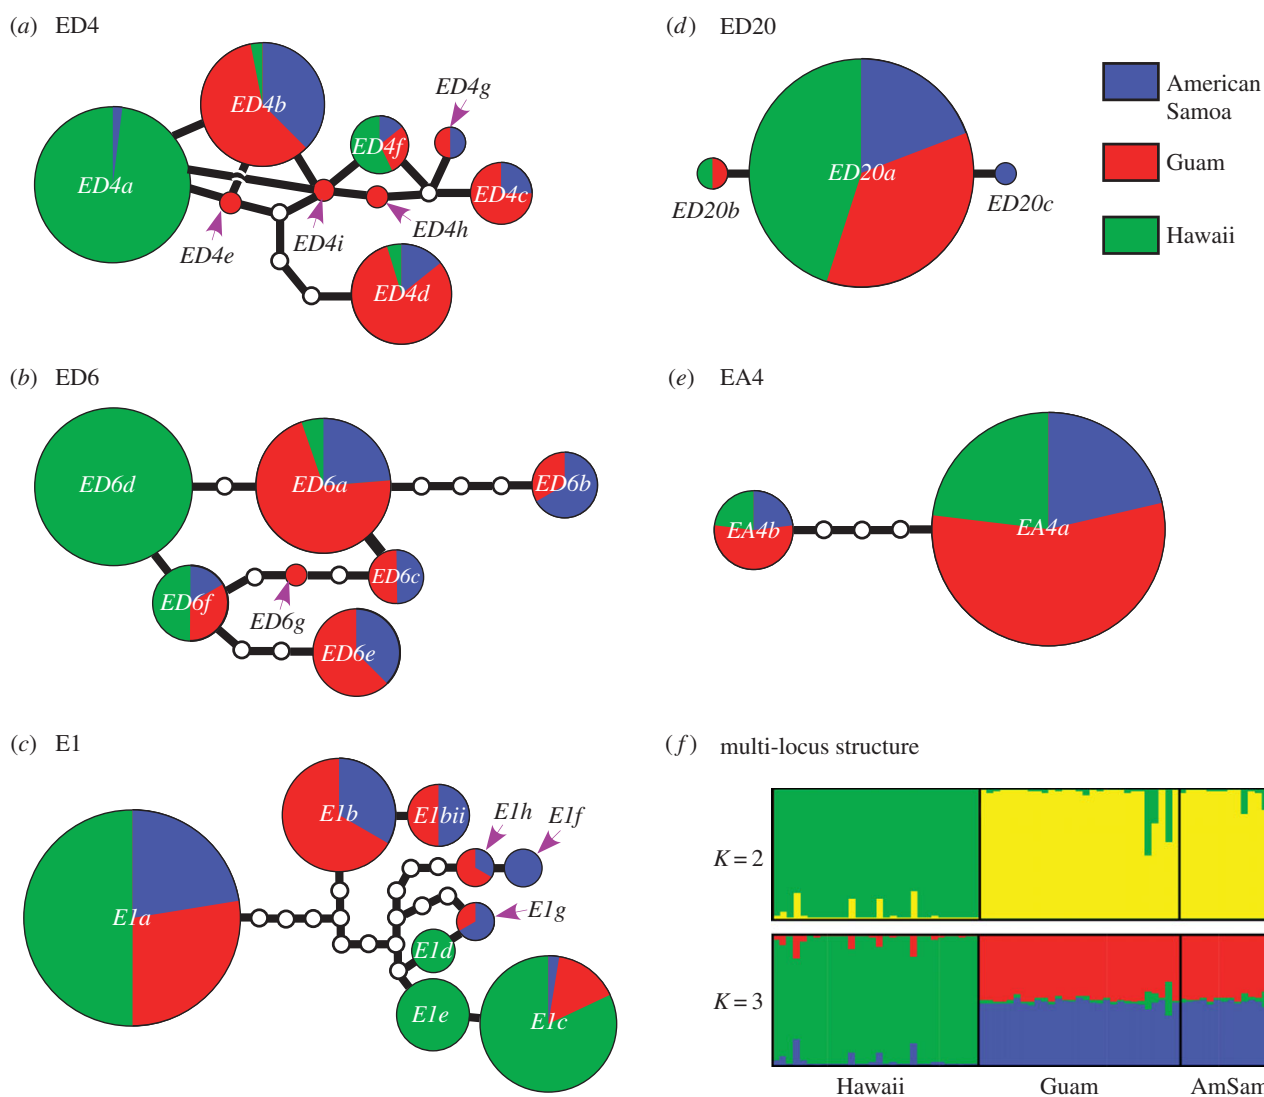 (a) ED4
ED4a
ED4b
ED4e
ED4i
ED4f
ED4g
ED4h
ED4c
ED4d
(b) ED6
ED6d
ED6a
ED6b
ED6c
ED6f
ED6g
ED6e
(c) E1
E1a
E1b
E1bii
E1h
E1f
E1g
E1d
E1e
E1c
(d) ED20
ED20b
ED20a
ED20c
American
Samoa
Guam
Hawaii
(e) EA4
EA4b
EA4a
(f) multi-locus structure
K = 2
K = 3
Hawaii
Guam
AmSam